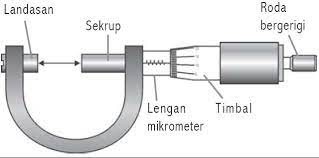 Landasan
Sekrup
Roda
bergerigi
Lengan
mikrometer
Timbal